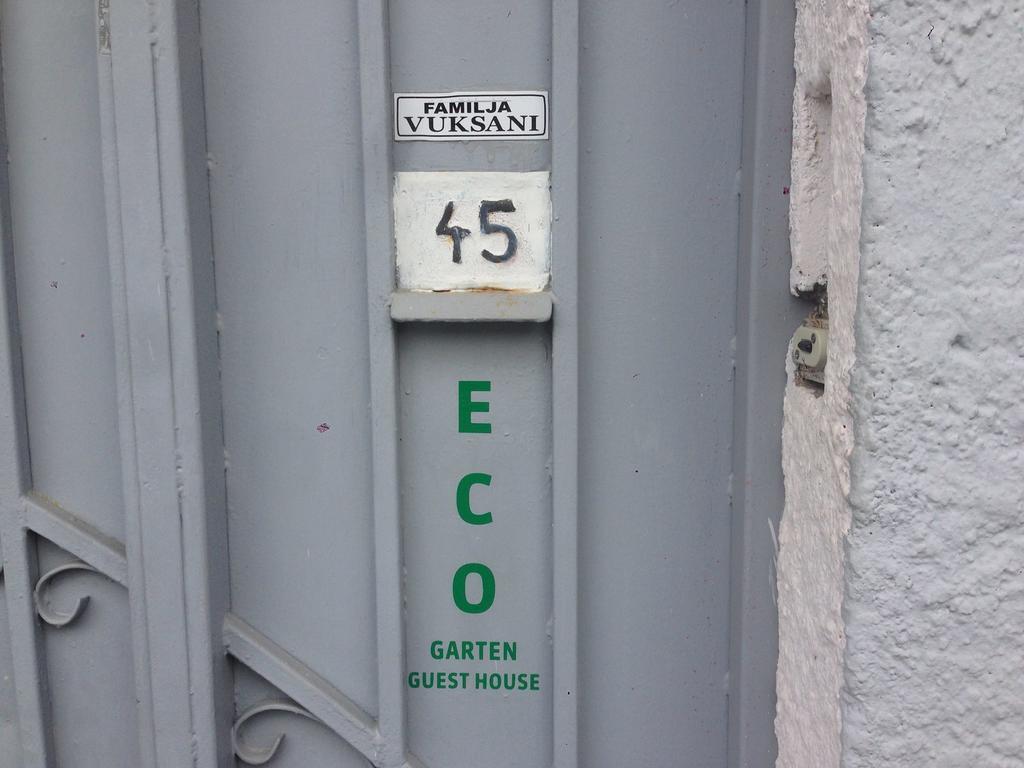 FAMILJA
VUKSANI
45
E
C
O
GARTEN
GUEST HOUSE